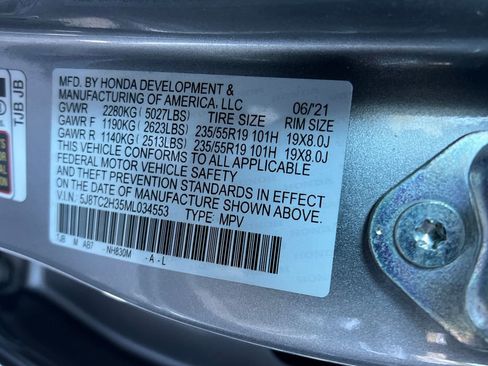 MFD. BY HONDA DEVELOPMENT &
MANUFACTURING OF AMERICA, LLC 06/'21
GVWR 2280KG (5027LBS) TIRE SIZE RIM SIZE
GAWR F 1190KG (2623LBS) 235/55R19 101H 19X8.0J
GAWR R 1140KG (2513LBS) 235/55R19 101H 19X8.0J
THIS VEHICLE CONFORMS TO ALL APPLICABLE
FEDERAL MOTOR VEHICLE SAFETY
AND THEFT PREVENTION STANDARDS IN EFFECT
ON THE DATE OF MANUFACTURE SHOWN ABOVE.
V.I.N. 5J8TC2H35ML034553 TYPE MPV
TJB M AB7 -NH830M -A-L
TJB JB